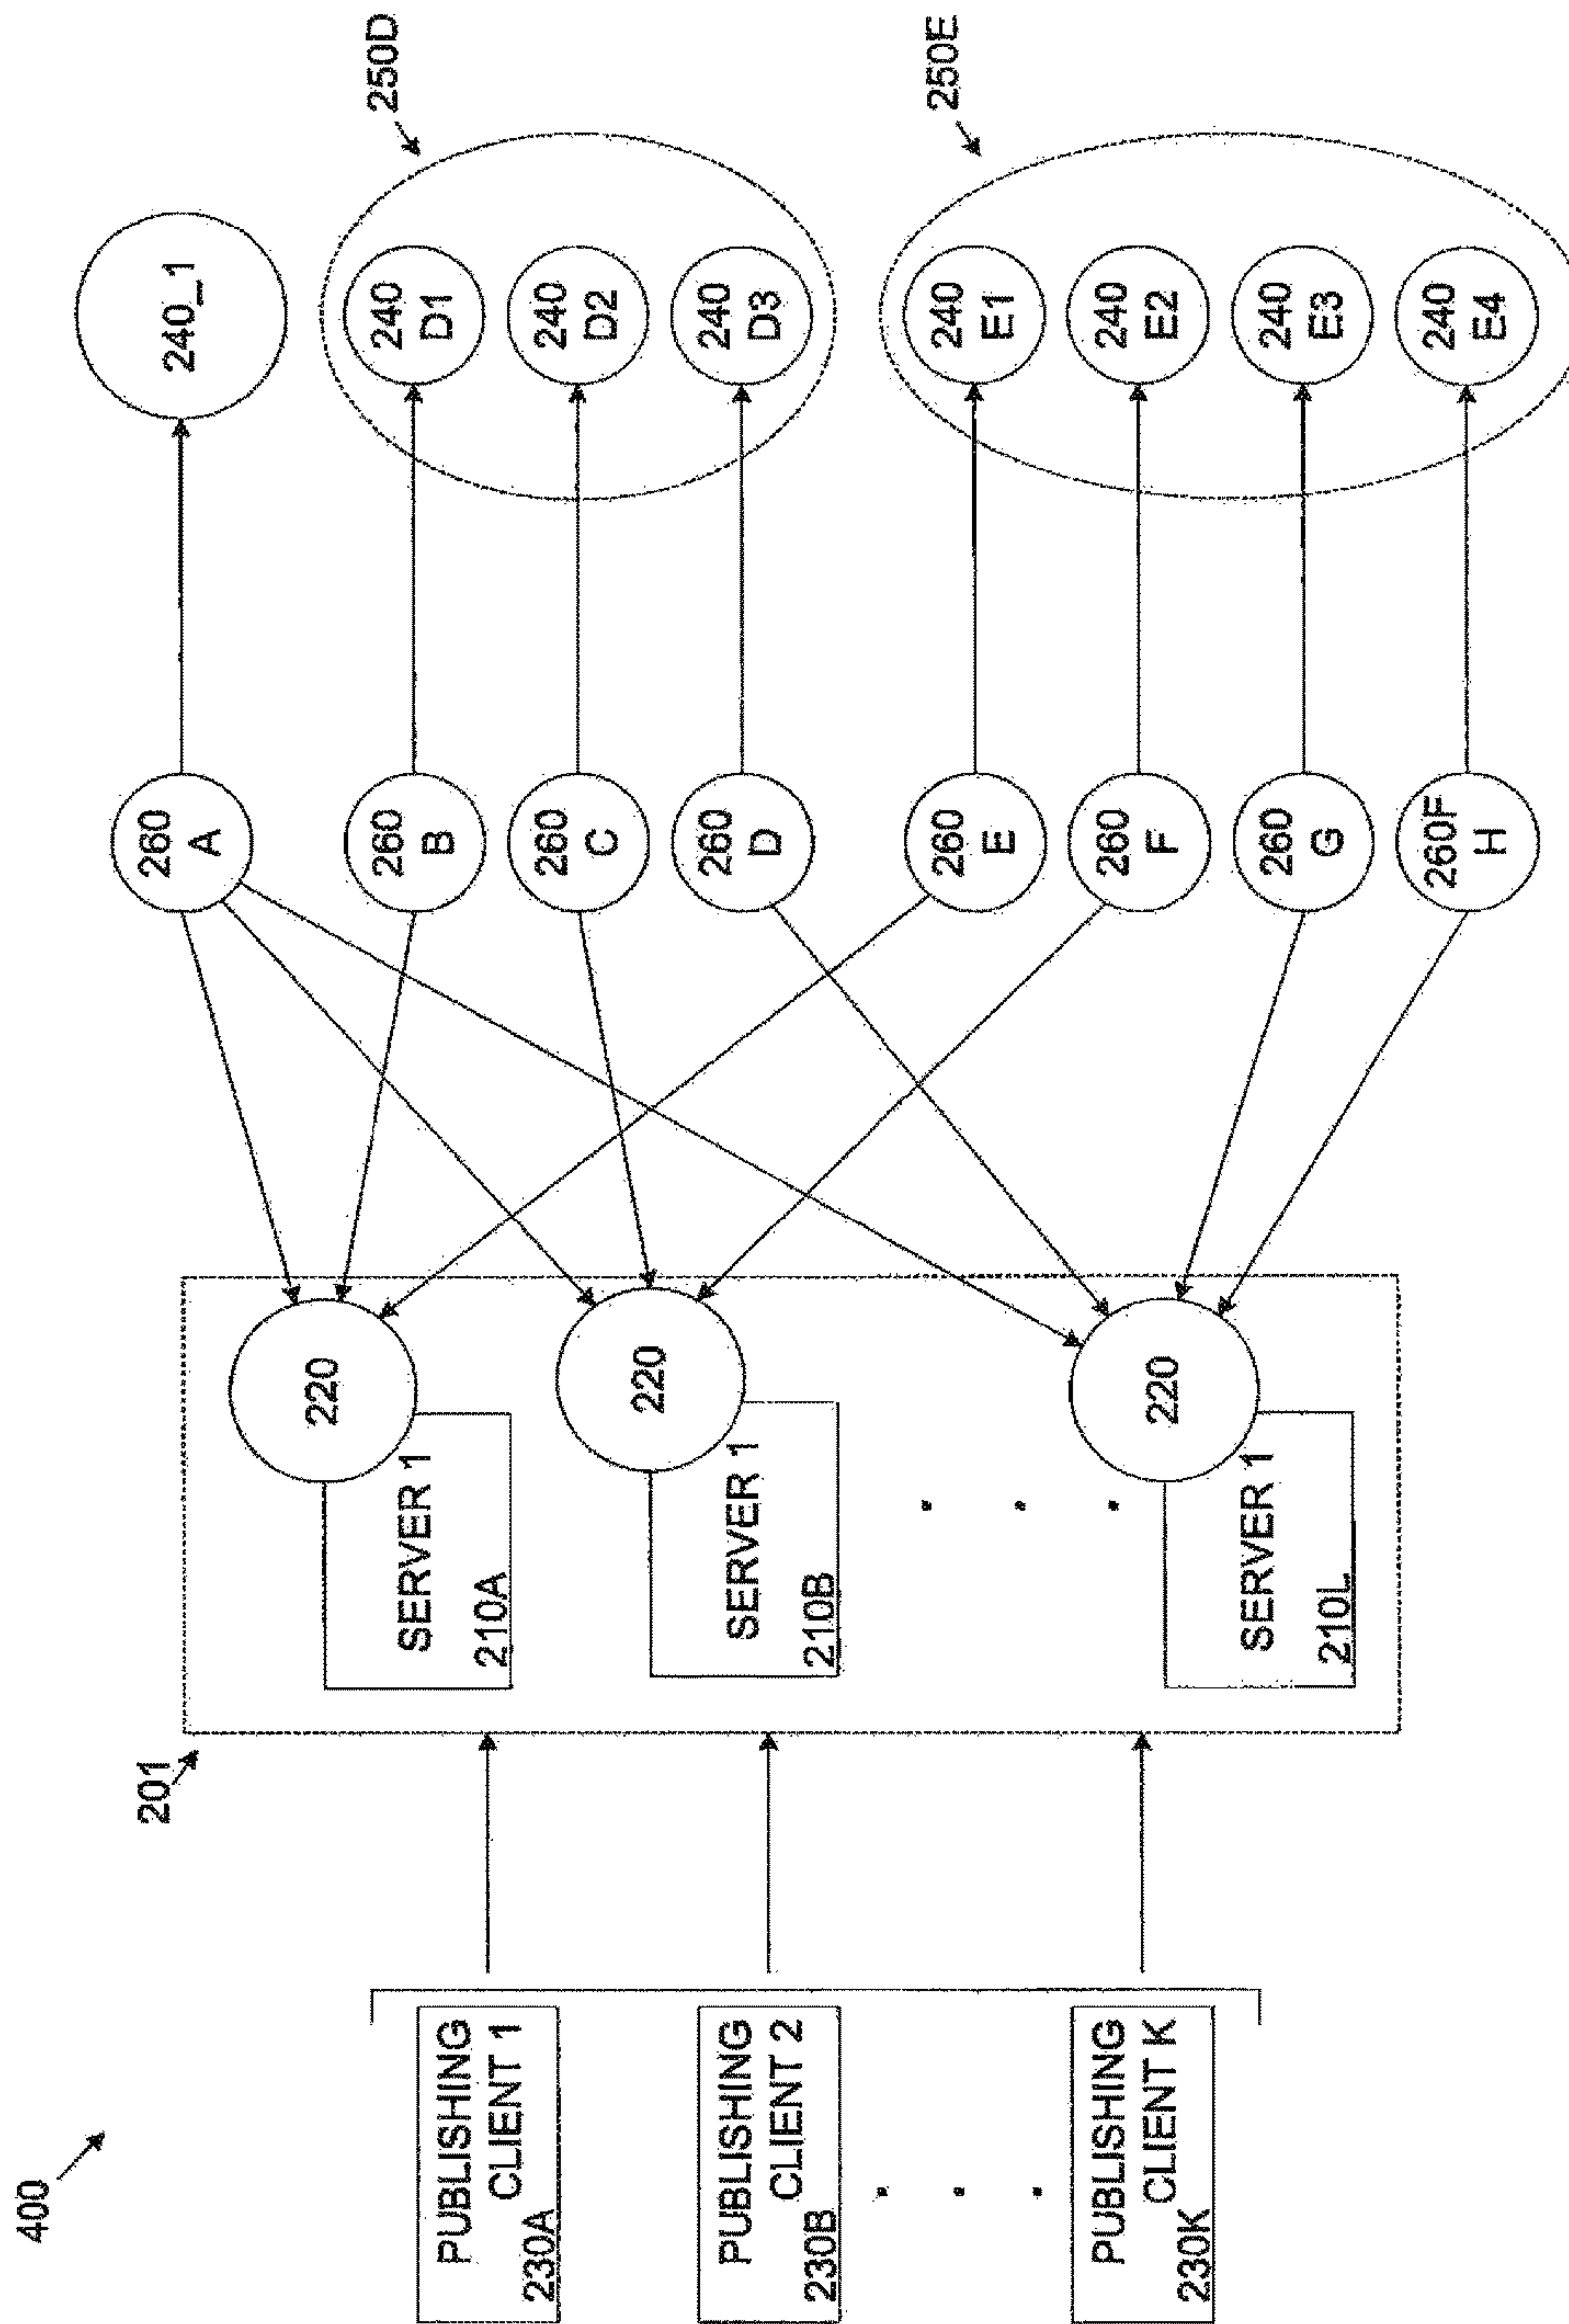 400
PUBLISHING
CLIENT 1
230A
PUBLISHING
CLIENT 2
230B
PUBLISHING
CLIENT K
230K
201
220
SERVER 1
210A
220
SERVER 1
210B
220
SERVER 1
210L
260
A
260
B
260
C
260
D
260
E
260
F
260
G
260F
H
240_1
250D
240
D1
240
D2
240
D3
250E
240
E1
240
E2
240
E3
240
E4